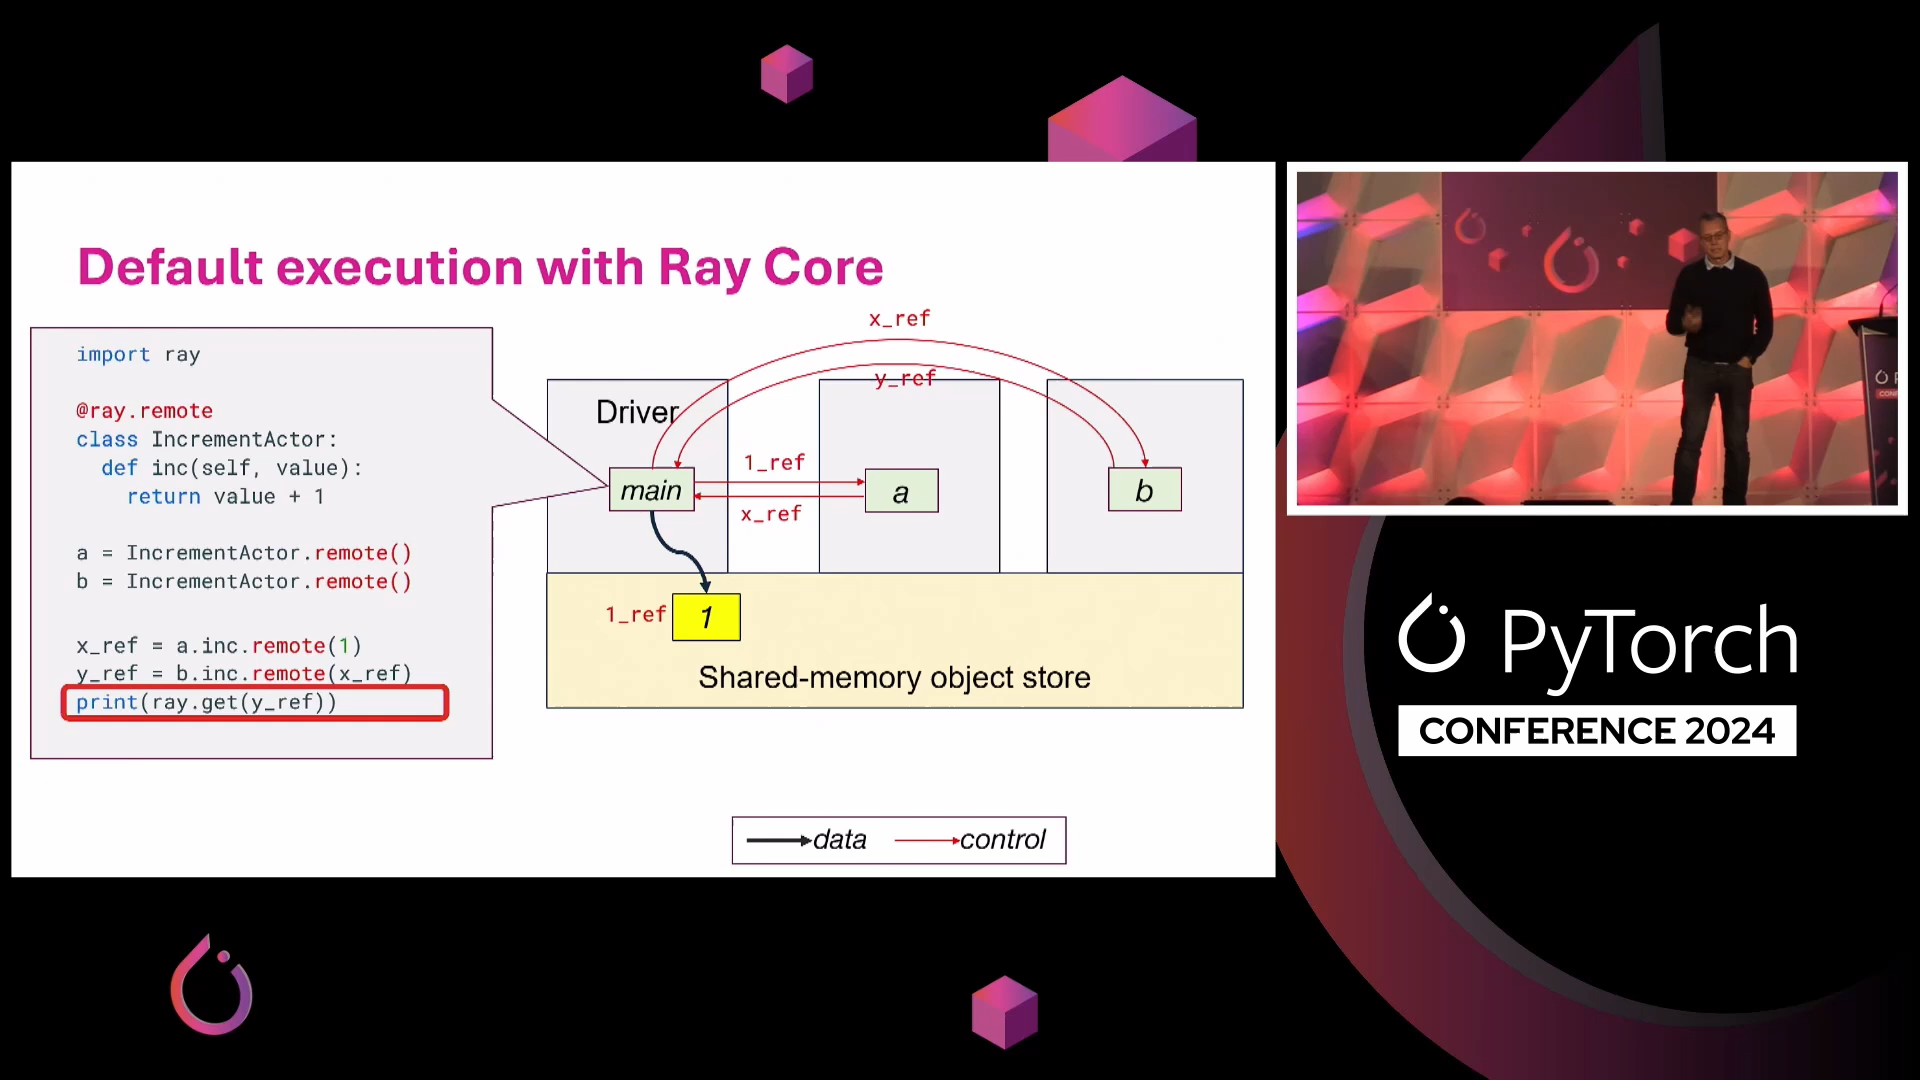 Default execution with Ray Core
import ray
@ray.remote
class IncrementActor:
def inc(self, value):
return value + 1
a = IncrementActor.remote()
b = IncrementActor.remote()
x_ref = a.inc.remote(1)
y_ref = b.inc.remote(x_ref)
print(ray.get(y_ref))
x_ref
y_ref
Driver
main
1_ref
x_ref
a
b
1_ref
1
Shared-memory object store
data
control
PyTorch
CONFERENCE 2024